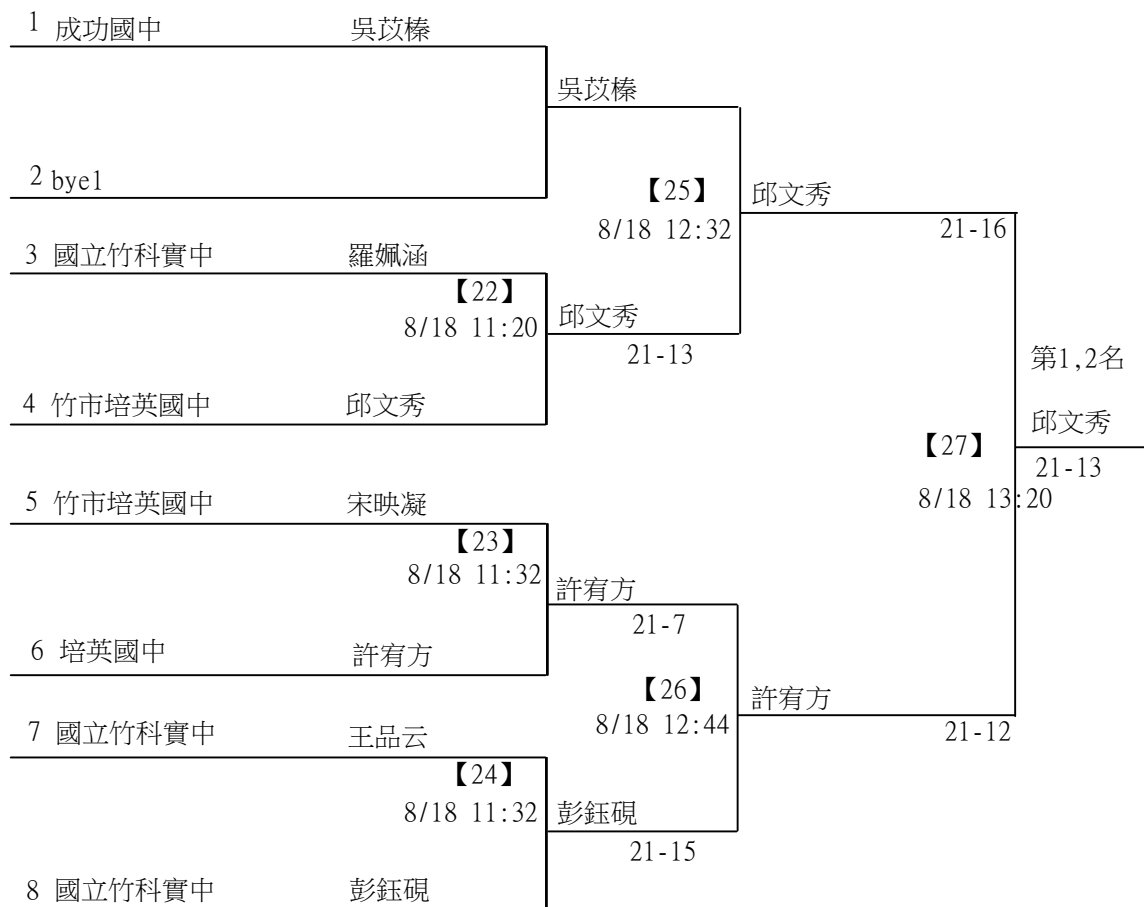 1 成功國中 吳苡榛
吳苡榛
2 bye1
【25】 邱文秀
8/18 12:32 21-16
3 國立竹科實中 羅姵涵
【22】
8/18 11:20 邱文秀
21-13
第1,2名
4 竹市培英國中 邱文秀
邱文秀
【27】
21-13
8/18 13:20
5 竹市培英國中 宋映凝
【23】
8/18 11:32
許宥方
21-7
6 培英國中 許宥方
【26】 許宥方
8/18 12:44 21-12
7 國立竹科實中 王品云
【24】
8/18 11:32 彭鈺硯
21-15
8 國立竹科實中 彭鈺硯